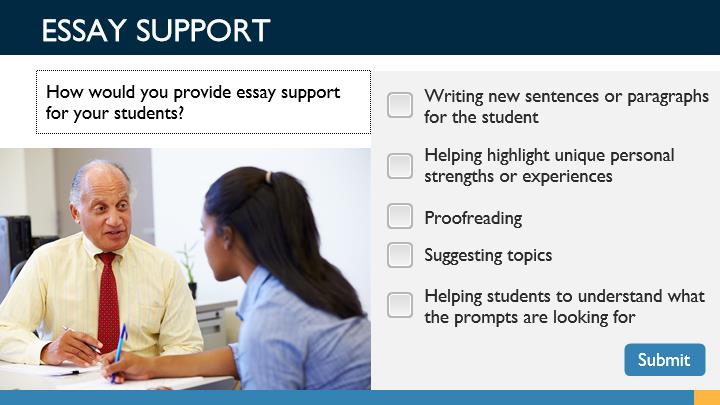 ESSAY SUPPORT
How would you provide essay support
for your students?
Writing new sentences or paragraphs
for the student
Helping highlight unique personal
strengths or experiences
Proofreading
Suggesting topics
Helping students to understand what
the prompts are looking for
Submit